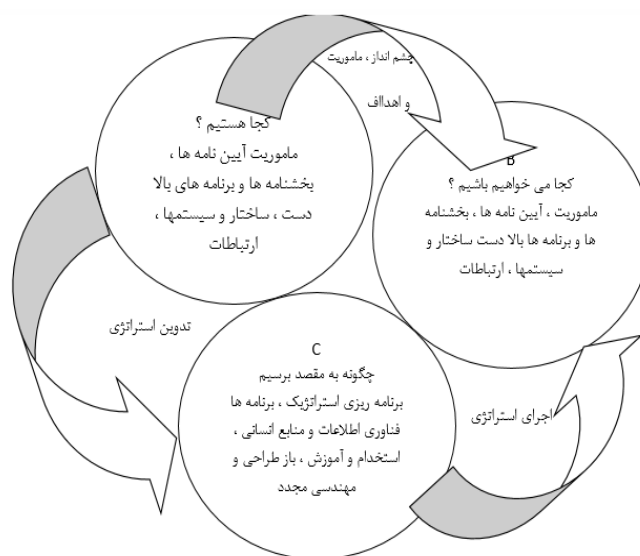 چشم انداز ، ماموریت
و اهدااف
کجا هستیم ؟
ماموریت آیین نامه ها ،
بخشنامه ها و برنامه های بالا
دست ، ساختار و سیستمها ،
ارتباطات
B
کجا می خواهیم باشیم ؟
ماموریت ، آیین نامه ها ، بخشنامه
ها و برنامه ها بالا دست ساختار و
سیستمها ، ارتباطات
تدوین استراتژی
C
چگونه به مقصد برسیم
برنامه ریزی استراتژیک ، برنامه ها
فناوری اطلاعات و منابع انسانی ،
استخدام و آموزش ، باز طراحی و
مهندسی مجدد
اجرای استراتژی